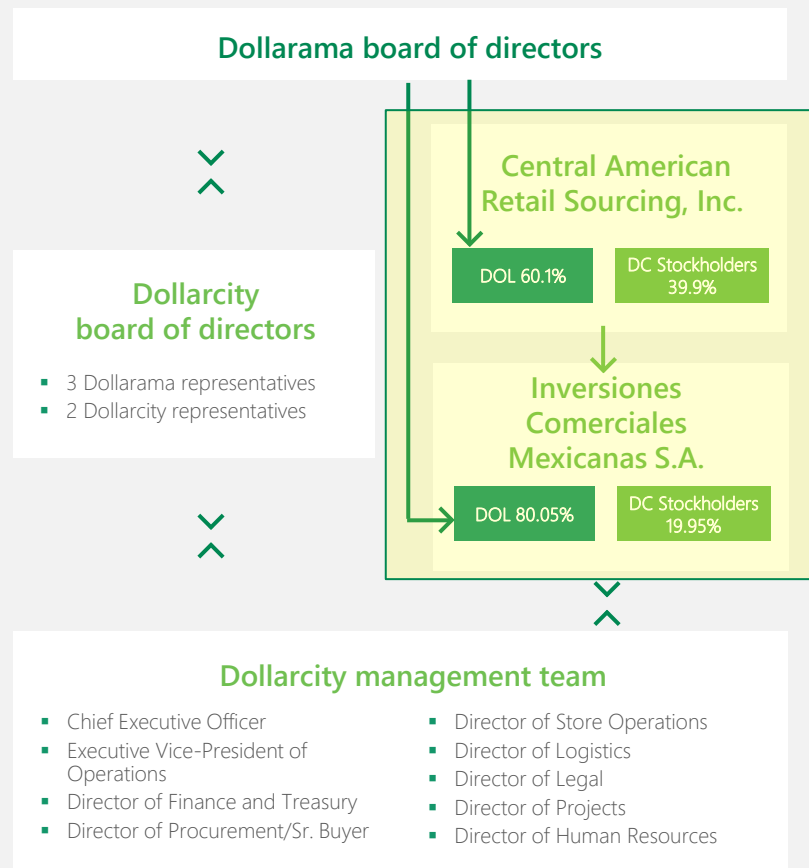 Dollarama board of directors
Central American
Retail Sourcing, Inc.
DOL 60.1%
DC Stockholders
39.9%
Dollarcity
board of directors
▪ 3 Dollarama representatives
▪ 2 Dollarcity representatives
Inversiones
Comerciales
Mexicanas S.A.
DOL 80.05%
DC Stockholders
19.95%
Dollarcity management team
▪ Chief Executive Officer
▪ Executive Vice-President of
Operations
▪ Director of Finance and Treasury
▪ Director of Procurement/Sr. Buyer
▪ Director of Store Operations
▪ Director of Logistics
▪ Director of Legal
▪ Director of Projects
▪ Director of Human Resources